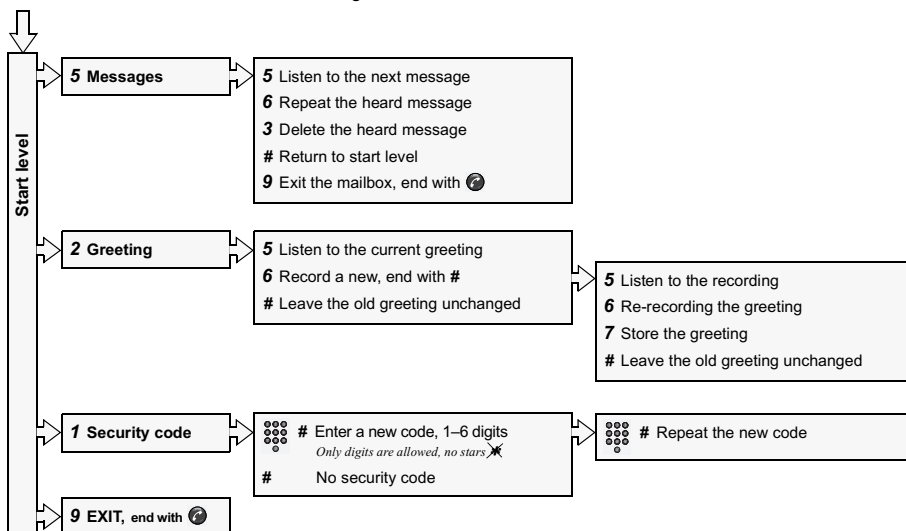 Start level
5 Messages
5 Listen to the next message
6 Repeat the heard message
3 Delete the heard message
# Return to start level
9 Exit the mailbox, end with
2 Greeting
5 Listen to the current greeting
6 Record a new, end with #
# Leave the old greeting unchanged
5 Listen to the recording
6 Re-recording the greeting
7 Store the greeting
# Leave the old greeting unchanged
1 Security code
# Enter a new code, 1–6 digits
Only digits are allowed, no stars
# No security code
# Repeat the new code
9 EXIT, end with